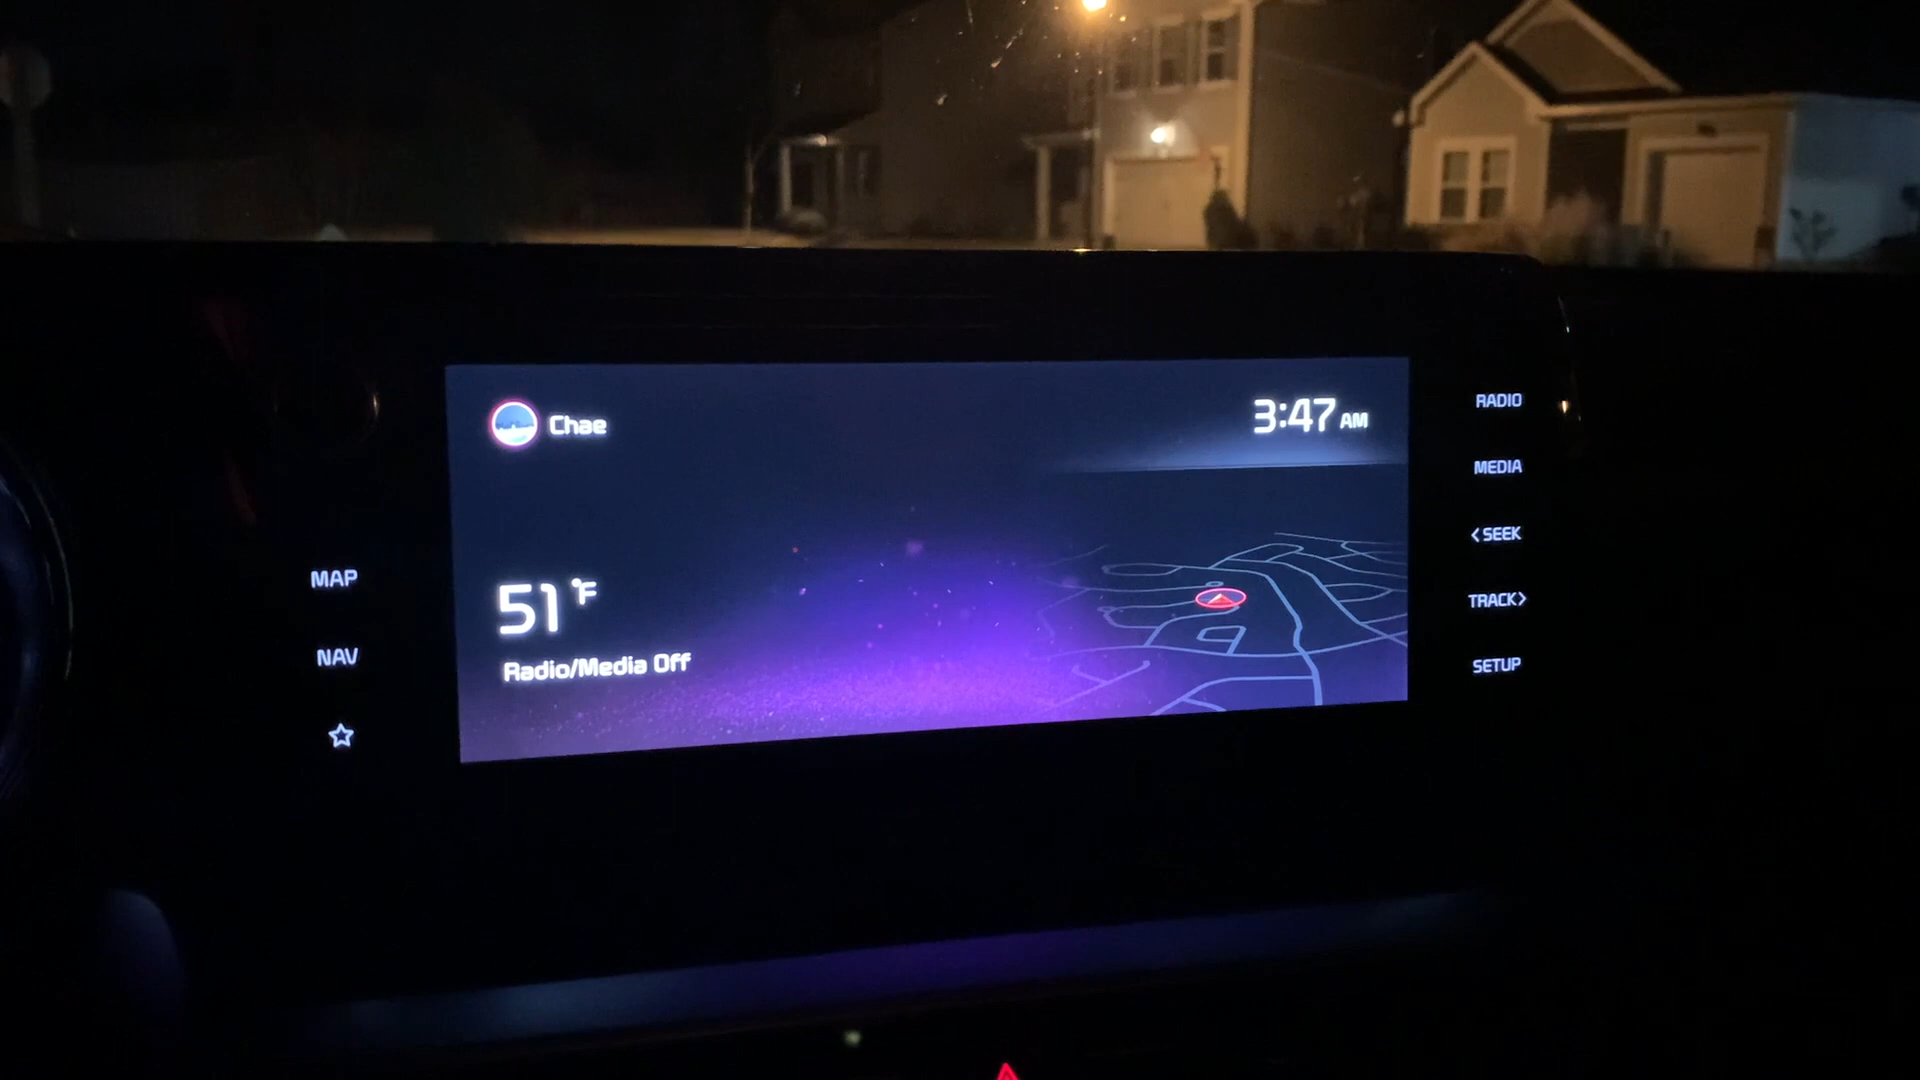 Chae
3:47 AM
51 °F
Radio/Media Off
MAP
NAV
RADIO
MEDIA
< SEEK
TRACK >
SETUP